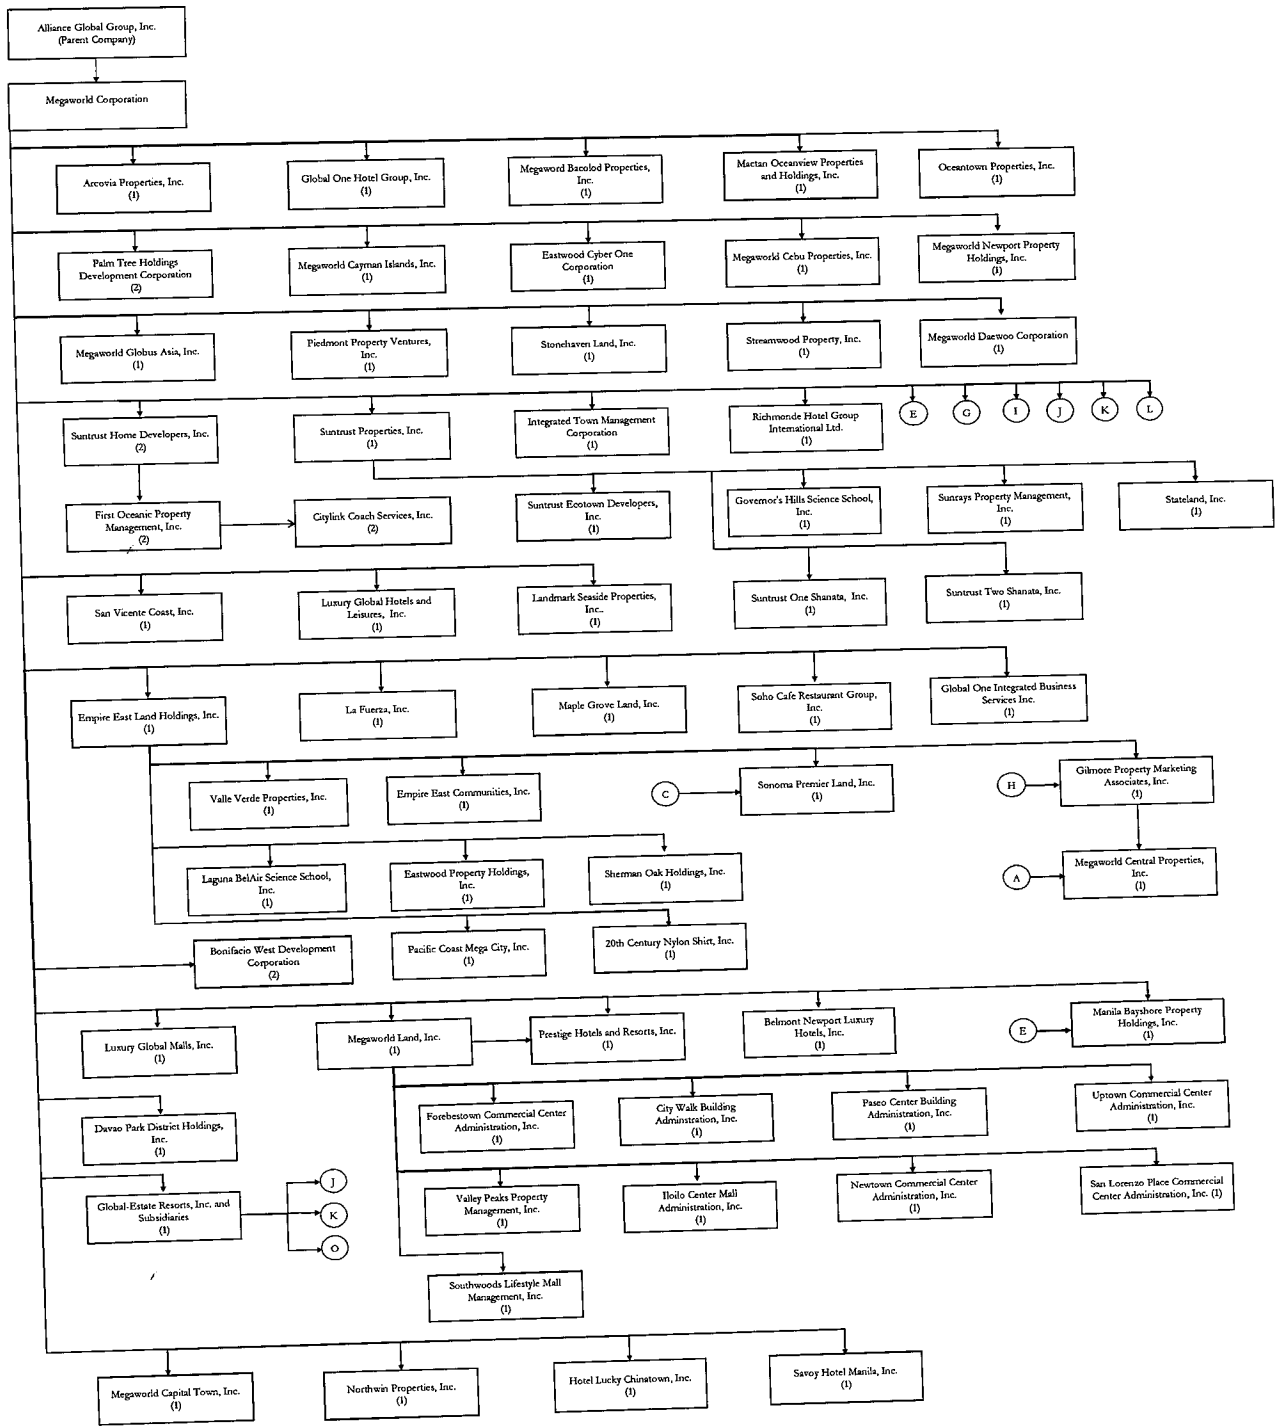 Alliance Global Group, Inc.
(Parent Company)
Megaworld Corporation
Arcovia Properties, Inc.
(1)
Global One Hotel Group, Inc.
(1)
Megaword Bacolod Properties,
Inc.
(1)
Mactan Oceanview Properties
and Holdings, Inc.
(1)
Oceantown Properties, Inc.
(1)
Palm Tree Holdings
Development Corporation
(2)
Megaworld Cayman Islands, Inc.
(1)
Eastwood Cyber One
Corporation
(1)
Megaworld Cebu Properties, Inc.
(1)
Megaworld Newport Property
Holdings, Inc.
(1)
Megaworld Globus Asia, Inc.
(1)
Piedmont Property Ventures,
Inc.
(1)
Stonehaven Land, Inc.
(1)
Streamwood Property, Inc.
(1)
Megaworld Daewoo Corporation
(1)
Suntrust Home Developers, Inc.
(2)
Suntrust Properties, Inc.
(1)
Integrated Town Management
Corporation
(1)
Richmonde Hotel Group
International Ltd.
(1)
E
G
I
J
K
L
First Oceanic Property
Management, Inc.
(2)
Citylink Coach Services, Inc.
(2)
Suntrust Ecotown Developers,
Inc.
(1)
Governor's Hills Science School,
Inc.
(1)
Sunrays Property Management,
Inc.
(1)
Stateland, Inc.
(1)
San Vicente Coast, Inc.
(1)
Luxury Global Hotels and
Leisures, Inc.
(1)
Landmark Seaside Properties,
Inc..
(1)
Suntrust One Shanata, Inc.
(1)
Suntrust Two Shanata, Inc.
(1)
Empire East Land Holdings, Inc.
(1)
La Fuerza, Inc.
(1)
Maple Grove Land, Inc.
(1)
Soho Cafe Restaurant Group,
Inc.
(1)
Global One Integrated Business
Services Inc.
(1)
Valle Verde Properties, Inc.
(1)
Empire East Communities, Inc.
(1)
C
Sonoma Premier Land, Inc.
(1)
H
Gilmore Property Marketing
Associates, Inc.
(1)
Laguna BelAir Science School,
Inc.
(1)
Eastwood Property Holdings,
Inc.
(1)
Sherman Oak Holdings, Inc.
(1)
A
Megaworld Central Properties,
Inc.
(1)
Bonifacio West Development
Corporation
(2)
Pacific Coast Mega City, Inc.
(1)
20th Century Nylon Shirt, Inc.
(1)
Luxury Global Malls, Inc.
(1)
Megaworld Land, Inc.
(1)
Prestige Hotels and Resorts, Inc.
(1)
Belmont Newport Luxury
Hotels, Inc.
(1)
E
Manila Bayshore Property
Holdings, Inc.
(1)
Davao Park District Holdings,
Inc.
(1)
Forebestown Commercial Center
Administration, Inc.
(1)
City Walk Building
Adminstration, Inc.
(1)
Paseo Center Building
Administration, Inc.
(1)
Uptown Commercial Center
Administration, Inc.
(1)
Global-Estate Resorts, Inc. and
Subsidiaries
(1)
J
K
O
Valley Peaks Property
Management, Inc.
(1)
Iloilo Center Mall
Administration, Inc.
(1)
Newtown Commercial Center
Administration, Inc.
(1)
San Lorenzo Place Commercial
Center Administration, Inc. (1)
Southwoods Lifestyle Mall
Management, Inc.
(1)
Megaworld Capital Town, Inc.
(1)
Northwin Properties, Inc.
(1)
Hotel Lucky Chinatown, Inc.
(1)
Savoy Hotel Manila, Inc.
(1)